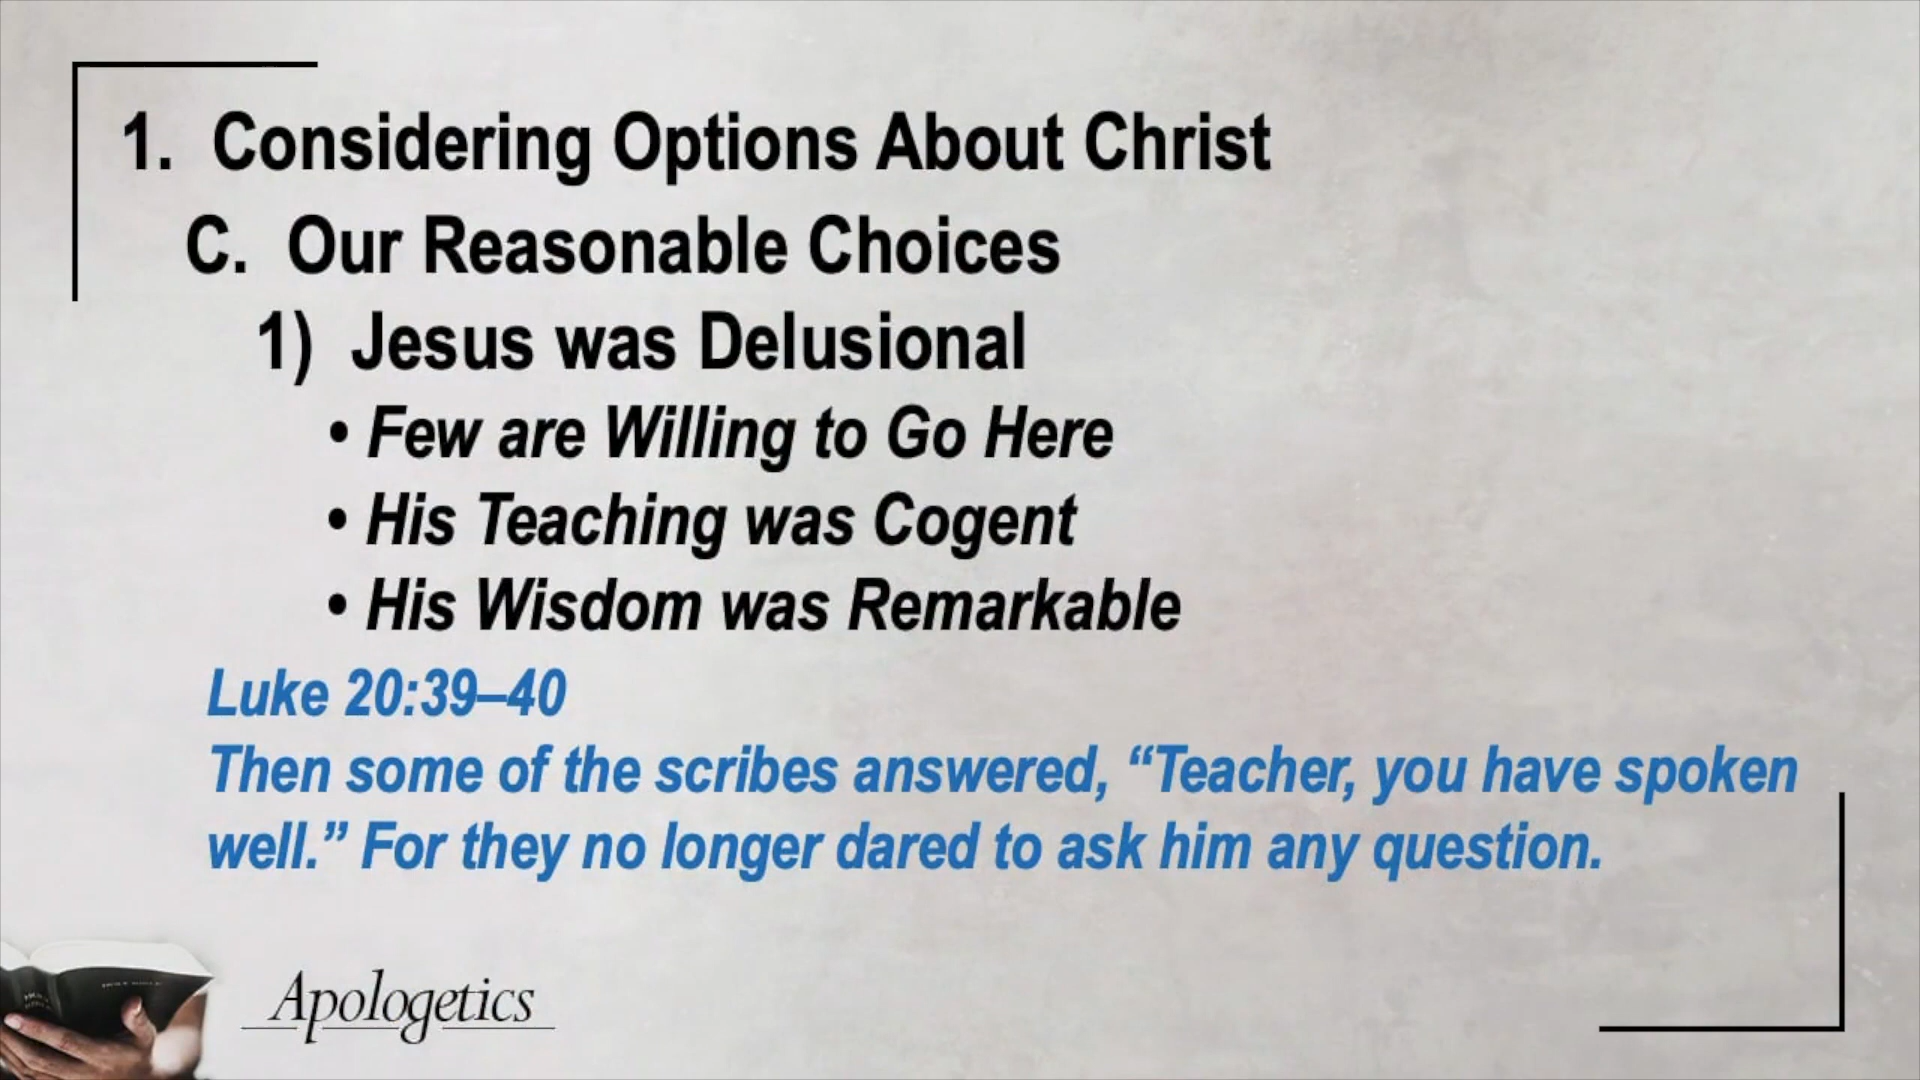 1. Considering Options About Christ
C. Our Reasonable Choices
1) Jesus was Delusional
• Few are Willing to Go Here
• His Teaching was Cogent
• His Wisdom was Remarkable
Luke 20:39–40
Then some of the scribes answered, “Teacher, you have spoken
well.” For they no longer dared to ask him any question.
Apologetics